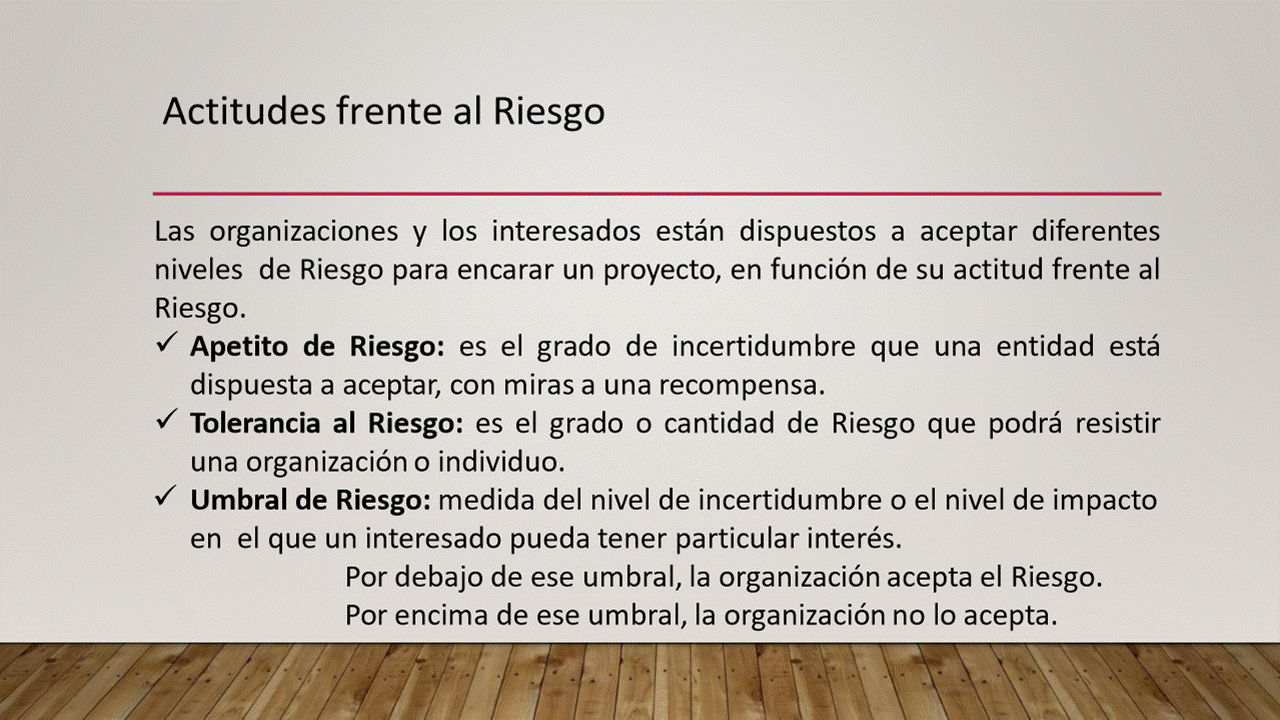 Actitudes frente al Riesgo
Las organizaciones y los interesados están dispuestos a aceptar diferentes
niveles de Riesgo para encarar un proyecto, en función de su actitud frente al
Riesgo.
✓ Apetito de Riesgo: es el grado de incertidumbre que una entidad está
dispuesta a aceptar, con miras a una recompensa.
✓ Tolerancia al Riesgo: es el grado o cantidad de Riesgo que podrá resistir
una organización o individuo.
✓ Umbral de Riesgo: medida del nivel de incertidumbre o el nivel de impacto
en el que un interesado pueda tener particular interés.
Por debajo de ese umbral, la organización acepta el Riesgo.
Por encima de ese umbral, la organización no lo acepta.